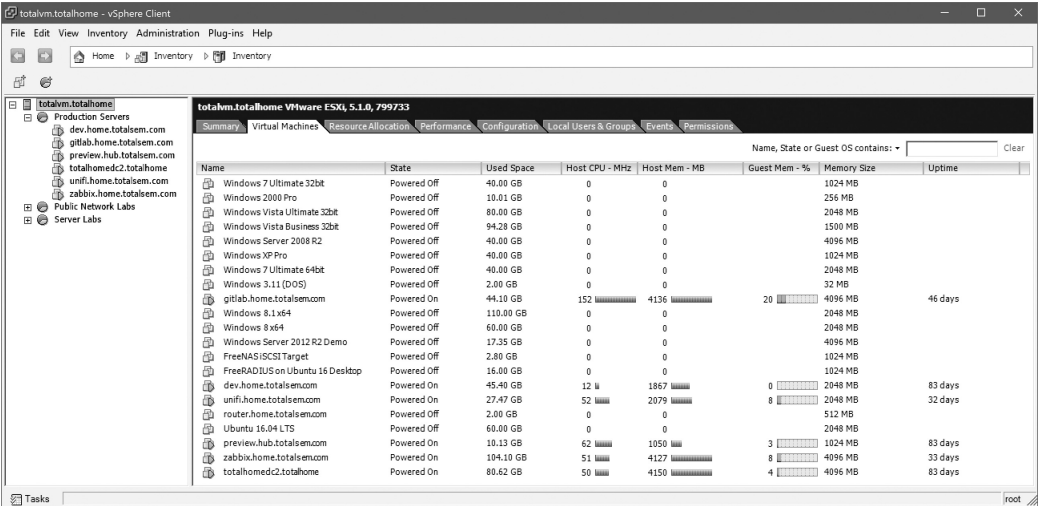 totalvm.totalhome - vSphere Client
File Edit View Inventory Administration Plug-ins Help
Home Inventory Inventory
totalvm.totalhome
Production Servers
dev.home.totalsem.com
gitlab.home.totalsem.com
preview.hub.totalsem.com
totalhomedc2.totalhome
unifi.home.totalsem.com
zabbix.home.totalsem.com
Public Network Labs
Server Labs
totalvm.totalhome VMware ESXi, 5.1.0, 799733
Summary Virtual Machines Resource Allocation Performance Configuration Local Users & Groups Events Permissions
Name, State or Guest OS contains: Clear
Name State Used Space Host CPU - MHz Host Mem - MB Guest Mem - % Memory Size Uptime
Windows 7 Ultimate 32bit Powered Off 40.00 GB 0 0 1024 MB
Windows 2000 Pro Powered Off 10.01 GB 0 0 256 MB
Windows Vista Ultimate 32bit Powered Off 80.00 GB 0 0 2048 MB
Windows Vista Business 32bit Powered Off 94.28 GB 0 0 1500 MB
Windows Server 2008 R2 Powered Off 40.00 GB 0 0 4096 MB
Windows XP Pro Powered Off 40.00 GB 0 0 1024 MB
Windows 7 Ultimate 64bit Powered Off 40.00 GB 0 0 2048 MB
Windows 3.11 (DOS) Powered Off 2.00 GB 0 0 32 MB
gitlab.home.totalsem.com Powered On 44.10 GB 152 4136 20 4096 MB 46 days
Windows 8.1 x64 Powered Off 110.00 GB 0 0 2048 MB
Windows 8 x64 Powered Off 60.00 GB 0 0 2048 MB
Windows Server 2012 R2 Demo Powered Off 17.35 GB 0 0 4096 MB
FreeNAS iSCSI Target Powered Off 2.80 GB 0 0 1024 MB
FreeRADIUS on Ubuntu 16 Desktop Powered Off 16.00 GB 0 0 1024 MB
dev.home.totalsem.com Powered On 45.40 GB 12 1867 0 2048 MB 83 days
unifi.home.totalsem.com Powered On 27.47 GB 52 2079 8 2048 MB 32 days
router.home.totalsem.com Powered Off 2.00 GB 0 0 512 MB
Ubuntu 16.04 LTS Powered Off 60.00 GB 0 0 2048 MB
preview.hub.totalsem.com Powered On 10.13 GB 62 1050 3 1024 MB 83 days
zabbix.home.totalsem.com Powered On 104.10 GB 51 4127 8 4096 MB 33 days
totalhomedc2.totalhome Powered On 80.62 GB 50 4150 4 4096 MB 83 days
Tasks root